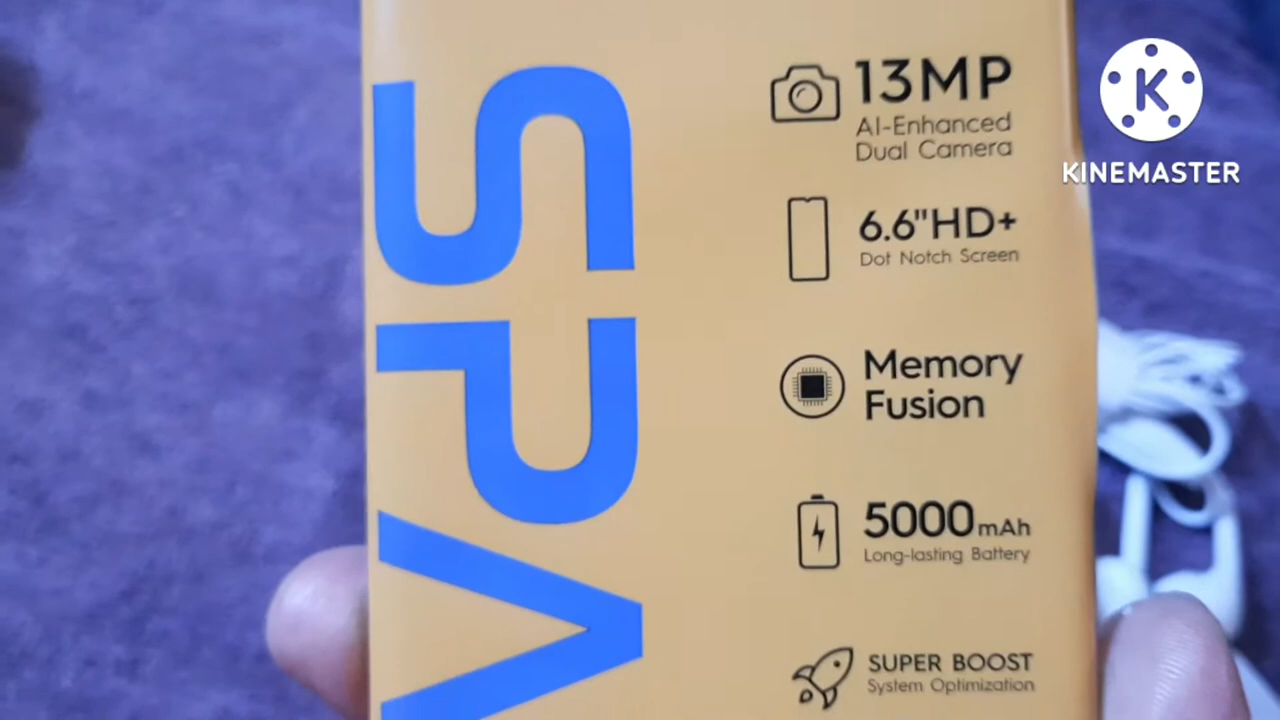 SPA
13MP
AI-Enhanced
Dual Camera
6.6"HD+
Dot Notch Screen
Memory
Fusion
5000mAh
Long-lasting Battery
SUPER BOOST
System Optimization
K
KINEMASTER